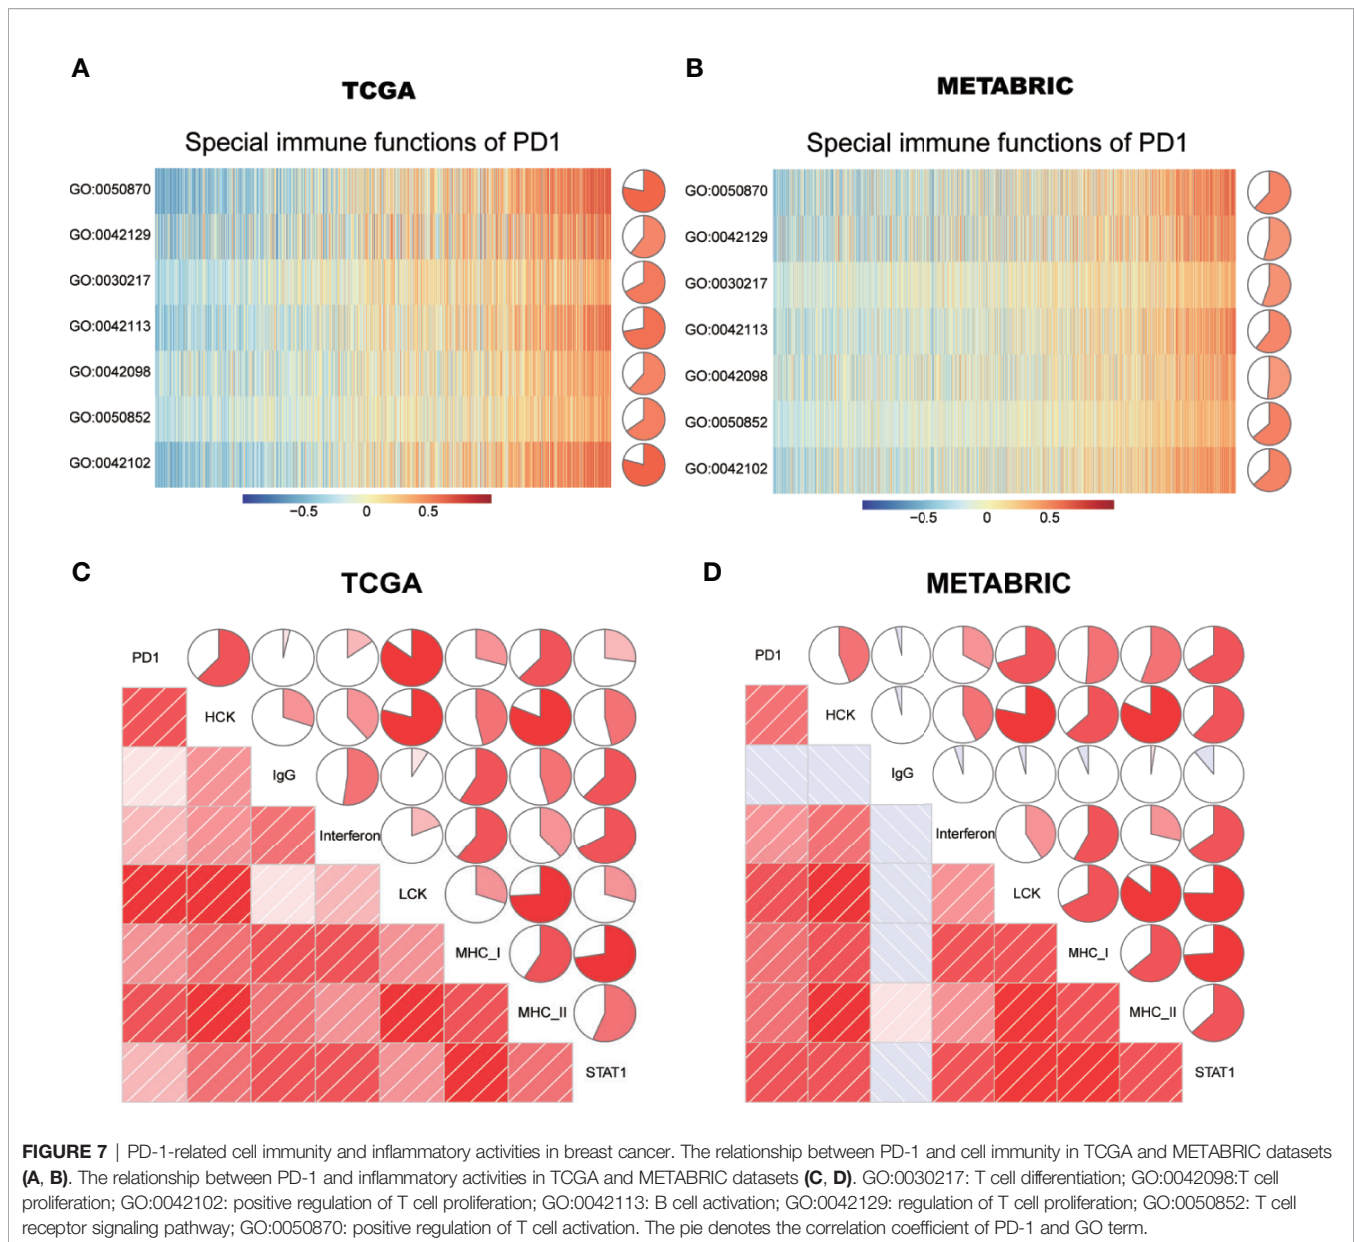 A
TCGA
Special immune functions of PD1
GO:0050870
GO:0042129
GO:0030217
GO:0042113
GO:0042098
GO:0050852
GO:0042102
−0.5 0 0.5
B
METABRIC
Special immune functions of PD1
GO:0050870
GO:0042129
GO:0030217
GO:0042113
GO:0042098
GO:0050852
GO:0042102
−0.5 0 0.5
C
TCGA
PD1
HCK
IgG
Interferon
LCK
MHC_I
MHC_II
STAT1
D
METABRIC
PD1
HCK
IgG
Interferon
LCK
MHC_I
MHC_II
STAT1
FIGURE 7 | PD-1-related cell immunity and inflammatory activities in breast cancer. The relationship between PD-1 and cell immunity in TCGA and METABRIC datasets
(A, B). The relationship between PD-1 and inflammatory activities in TCGA and METABRIC datasets (C, D). GO:0030217: T cell differentiation; GO:0042098:T cell
proliferation; GO:0042102: positive regulation of T cell proliferation; GO:0042113: B cell activation; GO:0042129: regulation of T cell proliferation; GO:0050852: T cell
receptor signaling pathway; GO:0050870: positive regulation of T cell activation. The pie denotes the correlation coefficient of PD-1 and GO term.